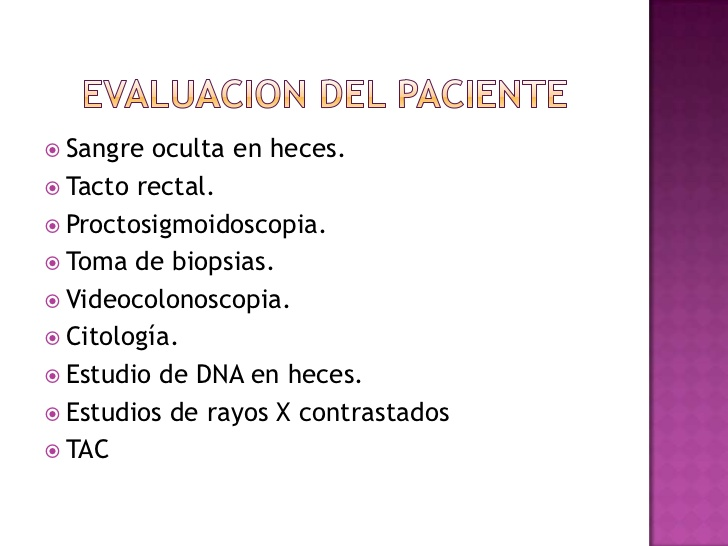 EVALUACION DEL PACIENTE
Sangre oculta en heces.
Tacto rectal.
Proctosigmoidoscopia.
Toma de biopsias.
Videocolonoscopia.
Citología.
Estudio de DNA en heces.
Estudios de rayos X contrastados
TAC